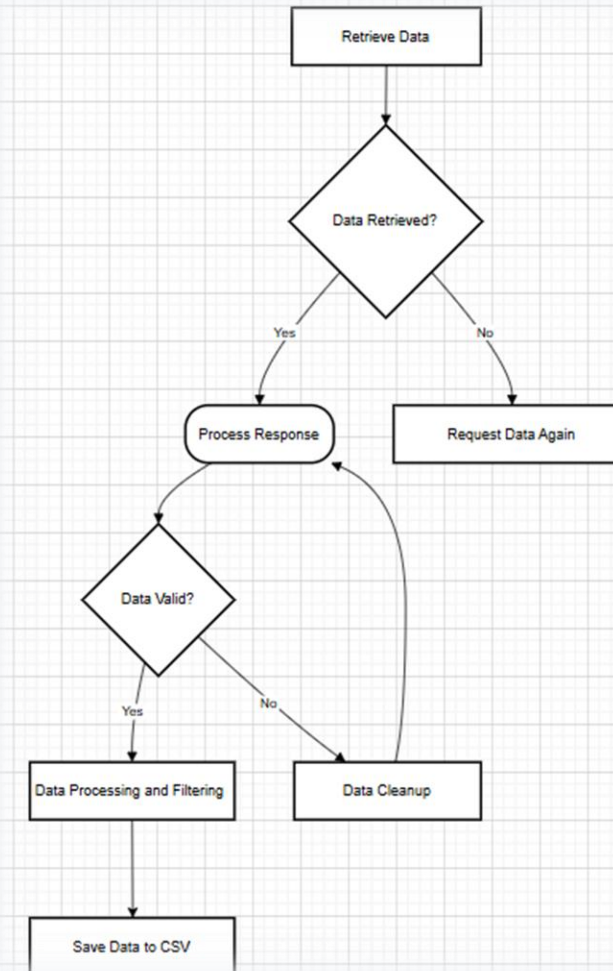 Retrieve Data
Data Retrieved?
Yes
No
Process Response
Request Data Again
Data Valid?
Yes
No
Data Processing and Filtering
Data Cleanup
Save Data to CSV